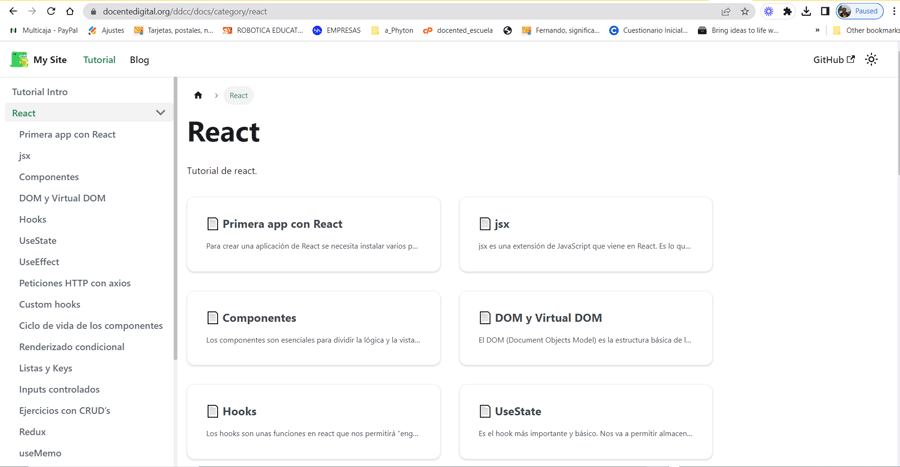 docentedigital.org/ddcc/docs/category/react
Paused
Multicaja - PayPal
Ajustes
Tarjetas, postales, n...
ROBOTICA EDUCAT...
EMPRESAS
a_Phyton
docented_escuela
Fernando, significa...
Cuestionario Inicial...
Bring ideas to life w...
»
Other bookmarks
My Site
Tutorial
Blog
GitHub
Tutorial Intro
React
Primera app con React
jsx
Componentes
DOM y Virtual DOM
Hooks
UseState
UseEffect
Peticiones HTTP con axios
Custom hooks
Ciclo de vida de los componentes
Renderizado condicional
Listas y Keys
Inputs controlados
Ejercicios con CRUD's
Redux
useMemo
React
React
Tutorial de react.
Primera app con React
Para crear una aplicación de React se necesita instalar varios p...
jsx
jsx es una extensión de JavaScript que viene en React. Es lo qu...
Componentes
Los componentes son esenciales para dividir la lógica y la vista...
DOM y Virtual DOM
El DOM (Document Objects Model) es la estructura básica de l...
Hooks
Los hooks son unas funciones en react que nos permitirá "eng...
UseState
Es el hook más importante y básico. Nos va a permitir almacen...